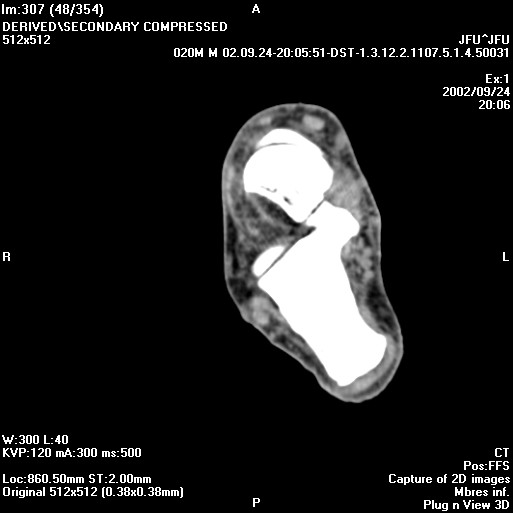 Im:307 (48/354)
A
DERIVED\SECONDARY COMPRESSED
512x512
JFU^JFU
020M M 02.09.24-20:05:51-DST-1.3.12.2.1107.5.1.4.50031
Ex:1
2002/09/24
20:06
R
L
W:300 L:40
KVP:120 mA:300 ms:500
CT
Pos:FFS
Loc:860.50mm ST:2.00mm
Capture of 2D images
Original 512x512 (0.38x0.38mm)
Mbres inf.
P
Plug n View 3D